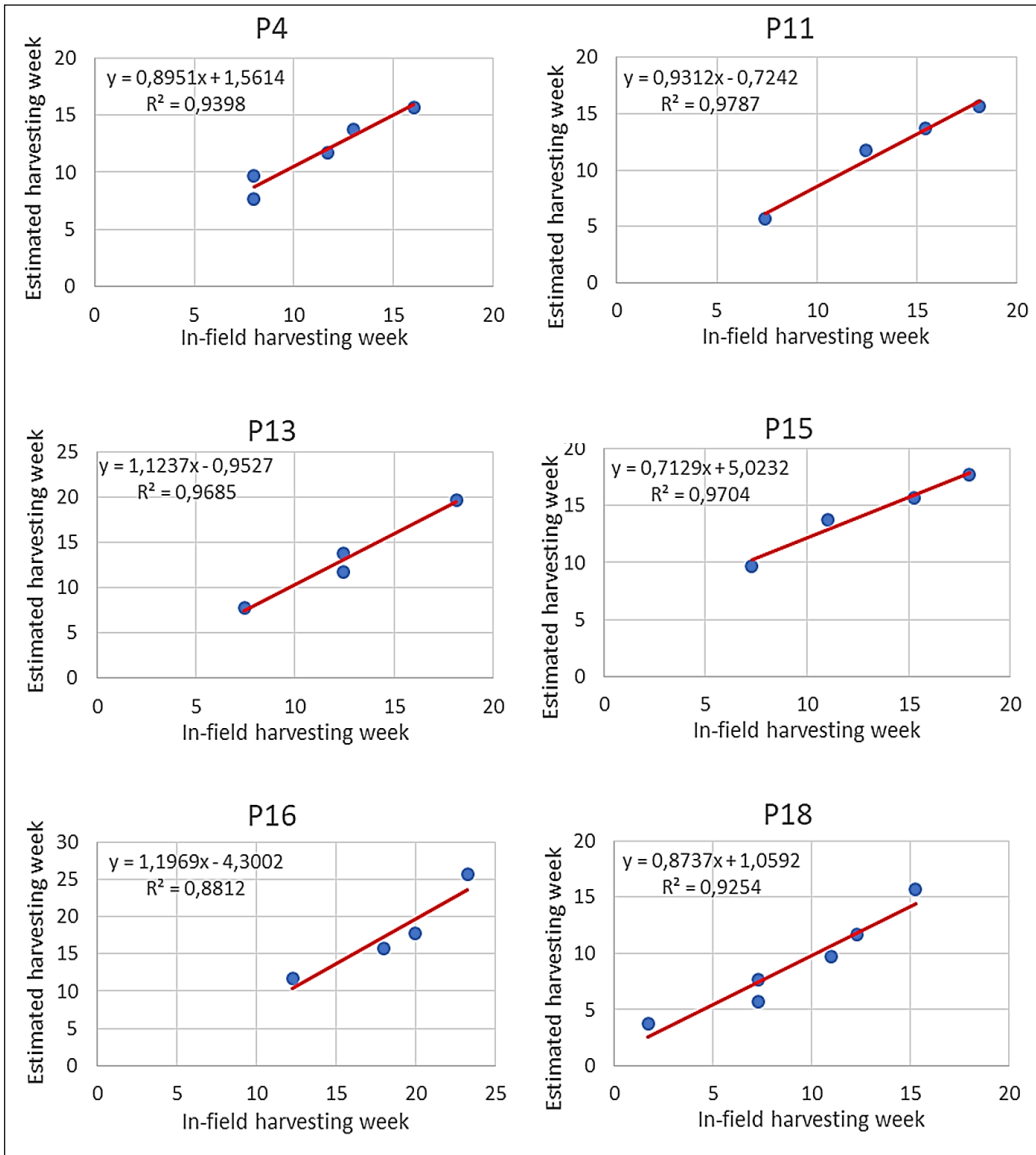 P4
Estimated harvesting week
20
15
10
5
0
y = 0,8951x + 1,5614
R² = 0,9398
0 5 10 15 20
In-field harvesting week
P11
Estimated harvesting week
20
15
10
5
0
y = 0,9312x - 0,7242
R² = 0,9787
0 5 10 15 20
In-field harvesting week
P13
Estimated harvesting week
25
20
15
10
5
0
y = 1,1237x - 0,9527
R² = 0,9685
0 5 10 15 20
In-field harvesting week
P15
Estimated harvesting week
20
15
10
5
0
y = 0,7129x + 5,0232
R² = 0,9704
0 5 10 15 20
In-field harvesting week
P16
Estimated harvesting week
30
25
20
15
10
5
0
y = 1,1969x - 4,3002
R² = 0,8812
0 5 10 15 20 25
In-field harvesting week
P18
Estimated harvesting week
20
15
10
5
0
y = 0,8737x + 1,0592
R² = 0,9254
0 5 10 15 20
In-field harvesting week